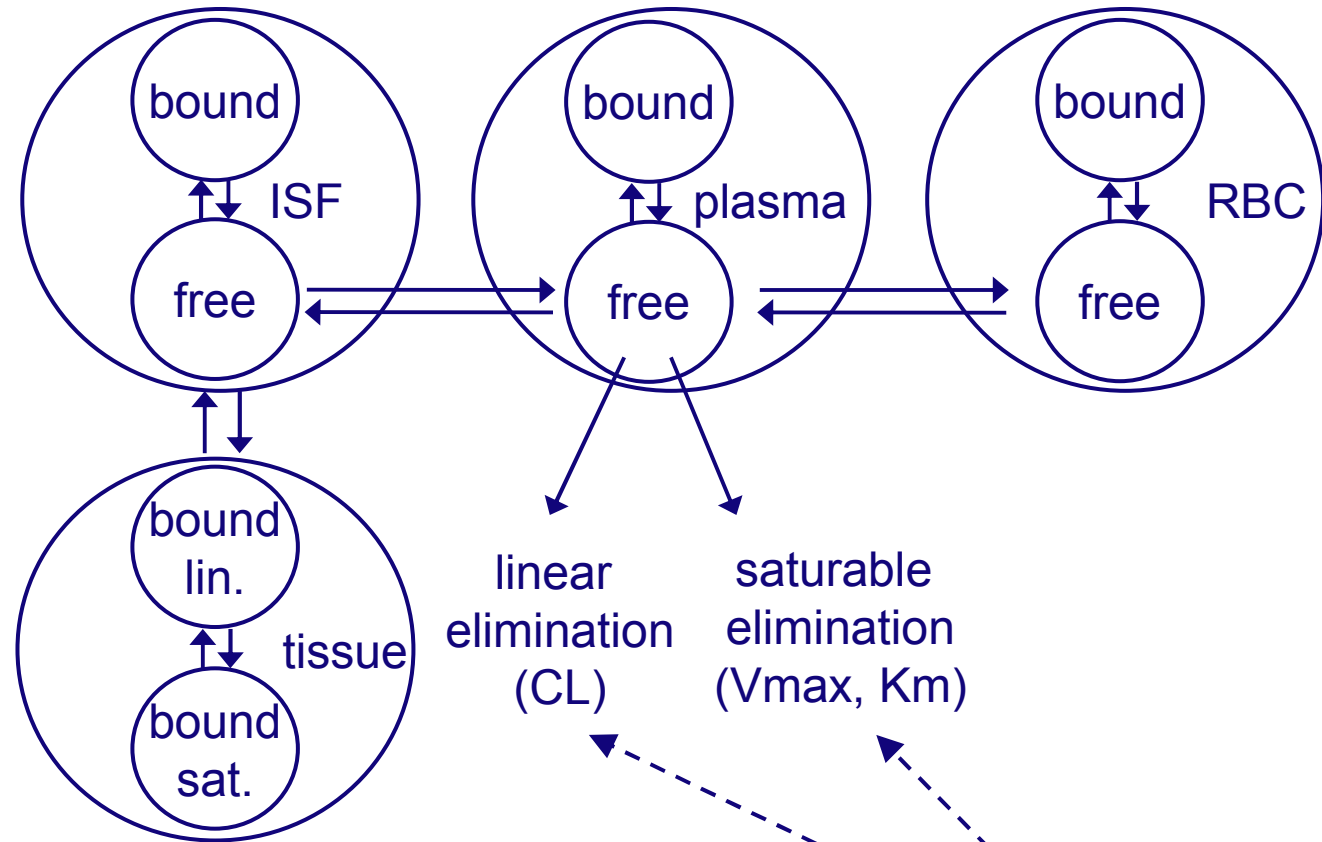 bound
ISF
free
bound
plasma
free
bound
RBC
free
bound
lin.
tissue
bound
sat.
linear
elimination
(CL)
saturable
elimination
(Vmax, Km)